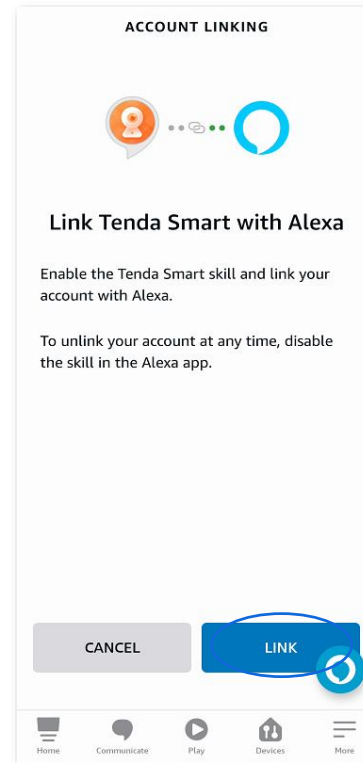 ACCOUNT LINKING
Link Tenda Smart with Alexa
Enable the Tenda Smart skill and link your
account with Alexa.
To unlink your account at any time, disable
the skill in the Alexa app.
CANCEL
LINK
Home
Communicate
Play
Devices
More